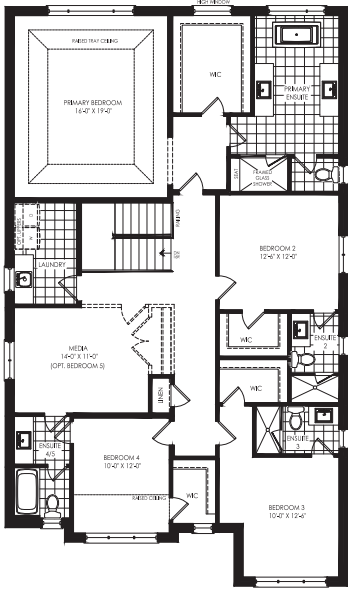 HIGH WINDOW
RAISED TRAY CEILING
PRIMARY BEDROOM
16'-0" X 19'-0"
WIC
PRIMARY
ENSUITE
SEAT
FRAMED
GLASS
SHOWER
RAILING
LAUNDRY
BEDROOM 2
12'-6" X 12'-0"
MEDIA
14'-0" X 11'-0"
(OPT. BEDROOM 5)
WIC
ENSUITE
2
WIC
LINEN
ENSUITE
4/5
BEDROOM 4
10'-0" X 12'-0"
RAISED CEILING
WIC
ENSUITE
3
BEDROOM 3
10'-0" X 12'-6"